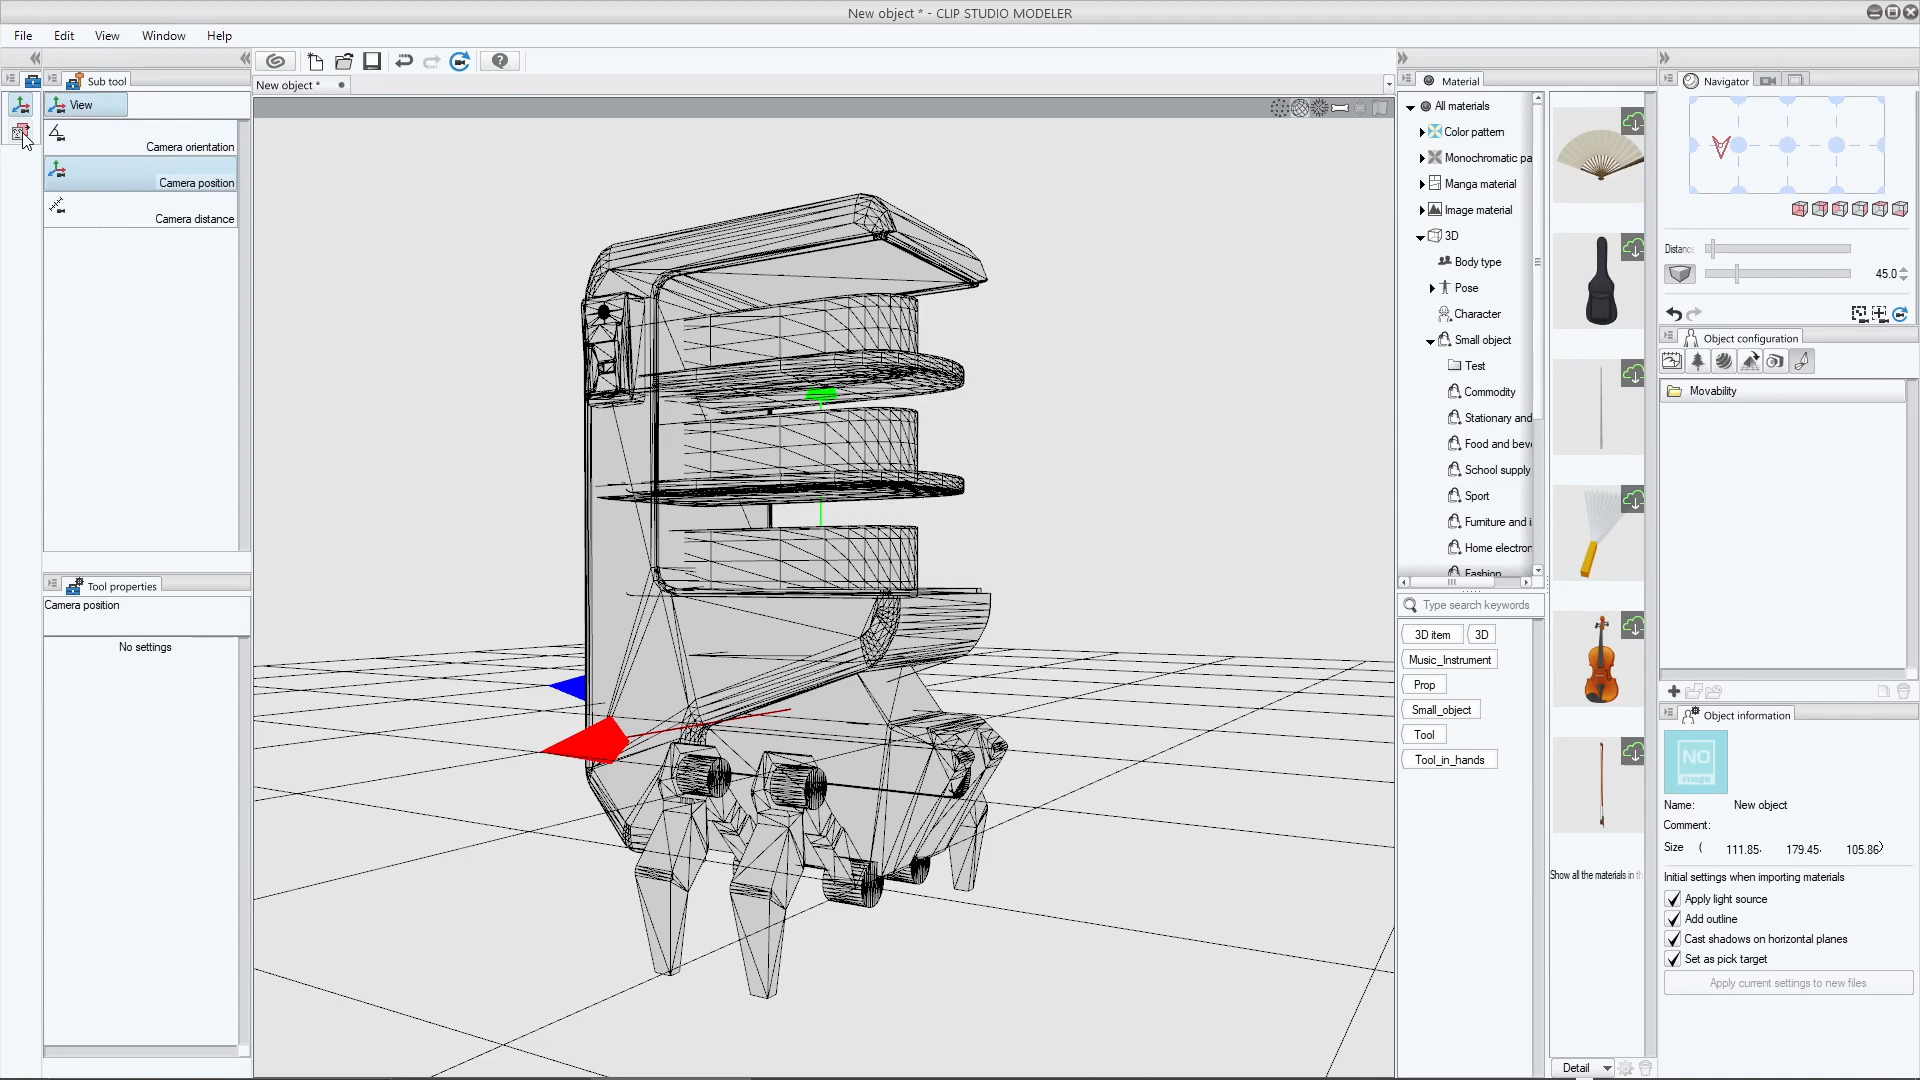 New object * - CLIP STUDIO MODELER
File Edit View Window Help
Sub tool
View
Camera orientation
Camera position
Camera distance
Tool properties
Camera position
No settings
New object *
Material
All materials
Color pattern
Monochromatic pa
Manga material
Image material
3D
Body type
Pose
Character
Small object
Test
Commodity
Stationary and
Food and beve
School supply
Sport
Furniture and i
Home electron
Fashion
Type search keywords
3D item 3D
Music_Instrument
Prop
Small_object
Tool
Tool_in_hands
Show all the materials in th
Detail
Navigator
Distanc
45.0
Object configuration
Movability
Object information
NO
image
Name: New object
Comment:
Size ( 111.85· 179.45· 105.86)
Initial settings when importing materials
Apply light source
Add outline
Cast shadows on horizontal planes
Set as pick target
Apply current settings to new files